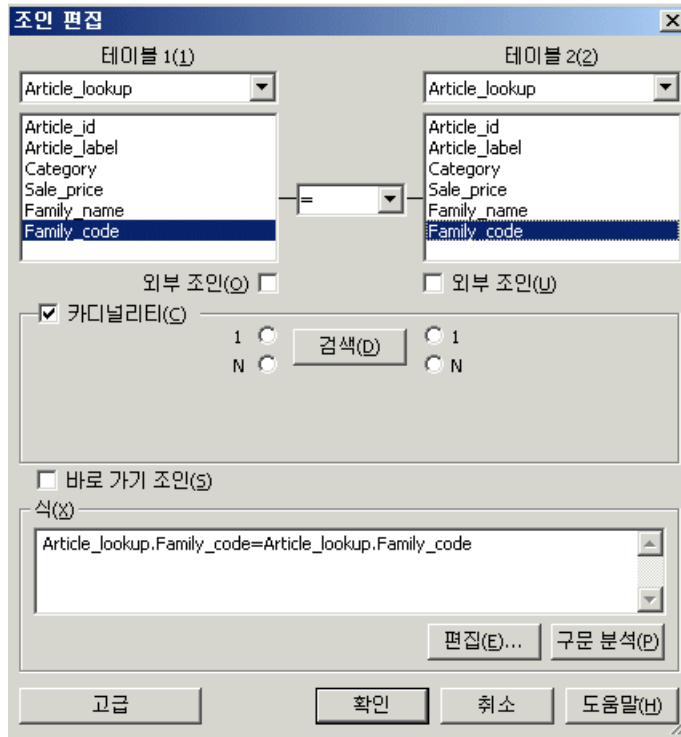 조인 편집
테이블 1(1)
테이블 2(2)
Article_lookup
Article_lookup
Article_id
Article_label
Category
Sale_price
Family_name
Family_code
=
Article_id
Article_label
Category
Sale_price
Family_name
Family_code
외부 조인(O)
외부 조인(U)
카디널리티(C)
1
N
검색(D)
1
N
바로 가기 조인(S)
식(X)
Article_lookup.Family_code=Article_lookup.Family_code
편집(E)...
구문 분석(P)
고급
확인
취소
도움말(H)